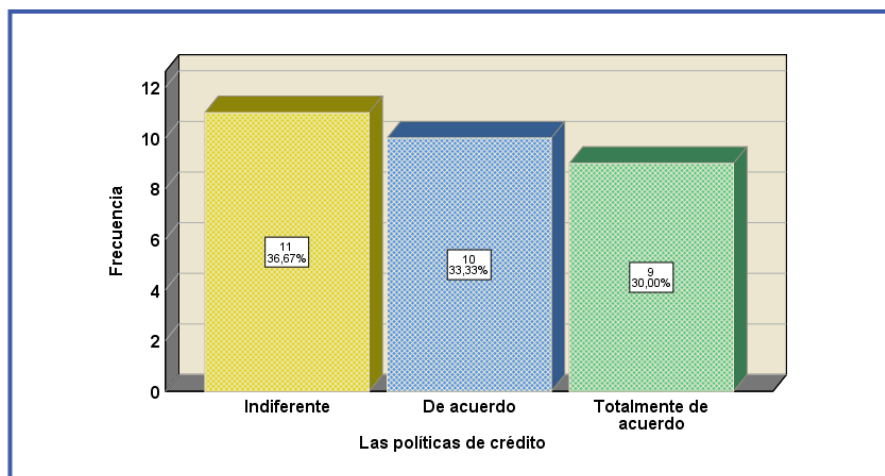 12
10
8
6
4
2
0
Frecuencia
11
36,67%
10
33,33%
9
30,00%
Indiferente
De acuerdo
Totalmente de
acuerdo
Las políticas de crédito